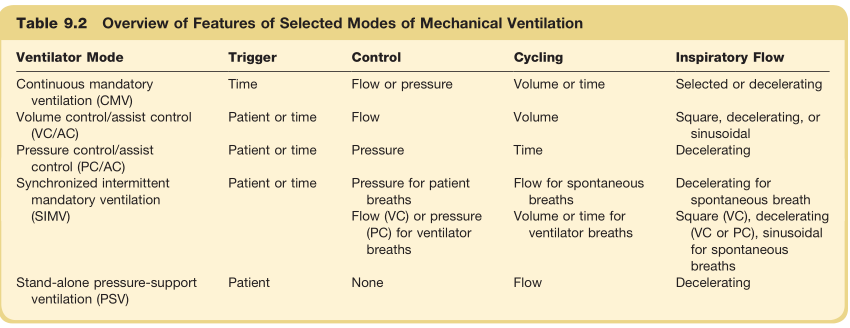 Table 9.2 Overview of Features of Selected Modes of Mechanical Ventilation
Ventilator Mode Trigger Control Cycling Inspiratory Flow
Continuous mandatory Time Flow or pressure Volume or time Selected or decelerating
ventilation (CMV)
Volume control/assist control Patient or time Flow Volume Square, decelerating, or
(VC/AC) sinusoidal
Pressure control/assist Patient or time Pressure Time Decelerating
control (PC/AC)
Synchronized intermittent Patient or time Pressure for patient Flow for spontaneous Decelerating for
mandatory ventilation breaths breaths spontaneous breath
(SIMV) Flow (VC) or pressure Volume or time for Square (VC), decelerating
(PC) for ventilator ventilator breaths (VC or PC), sinusoidal
breaths for spontaneous
breaths
Stand-alone pressure-support Patient None Flow Decelerating
ventilation (PSV)